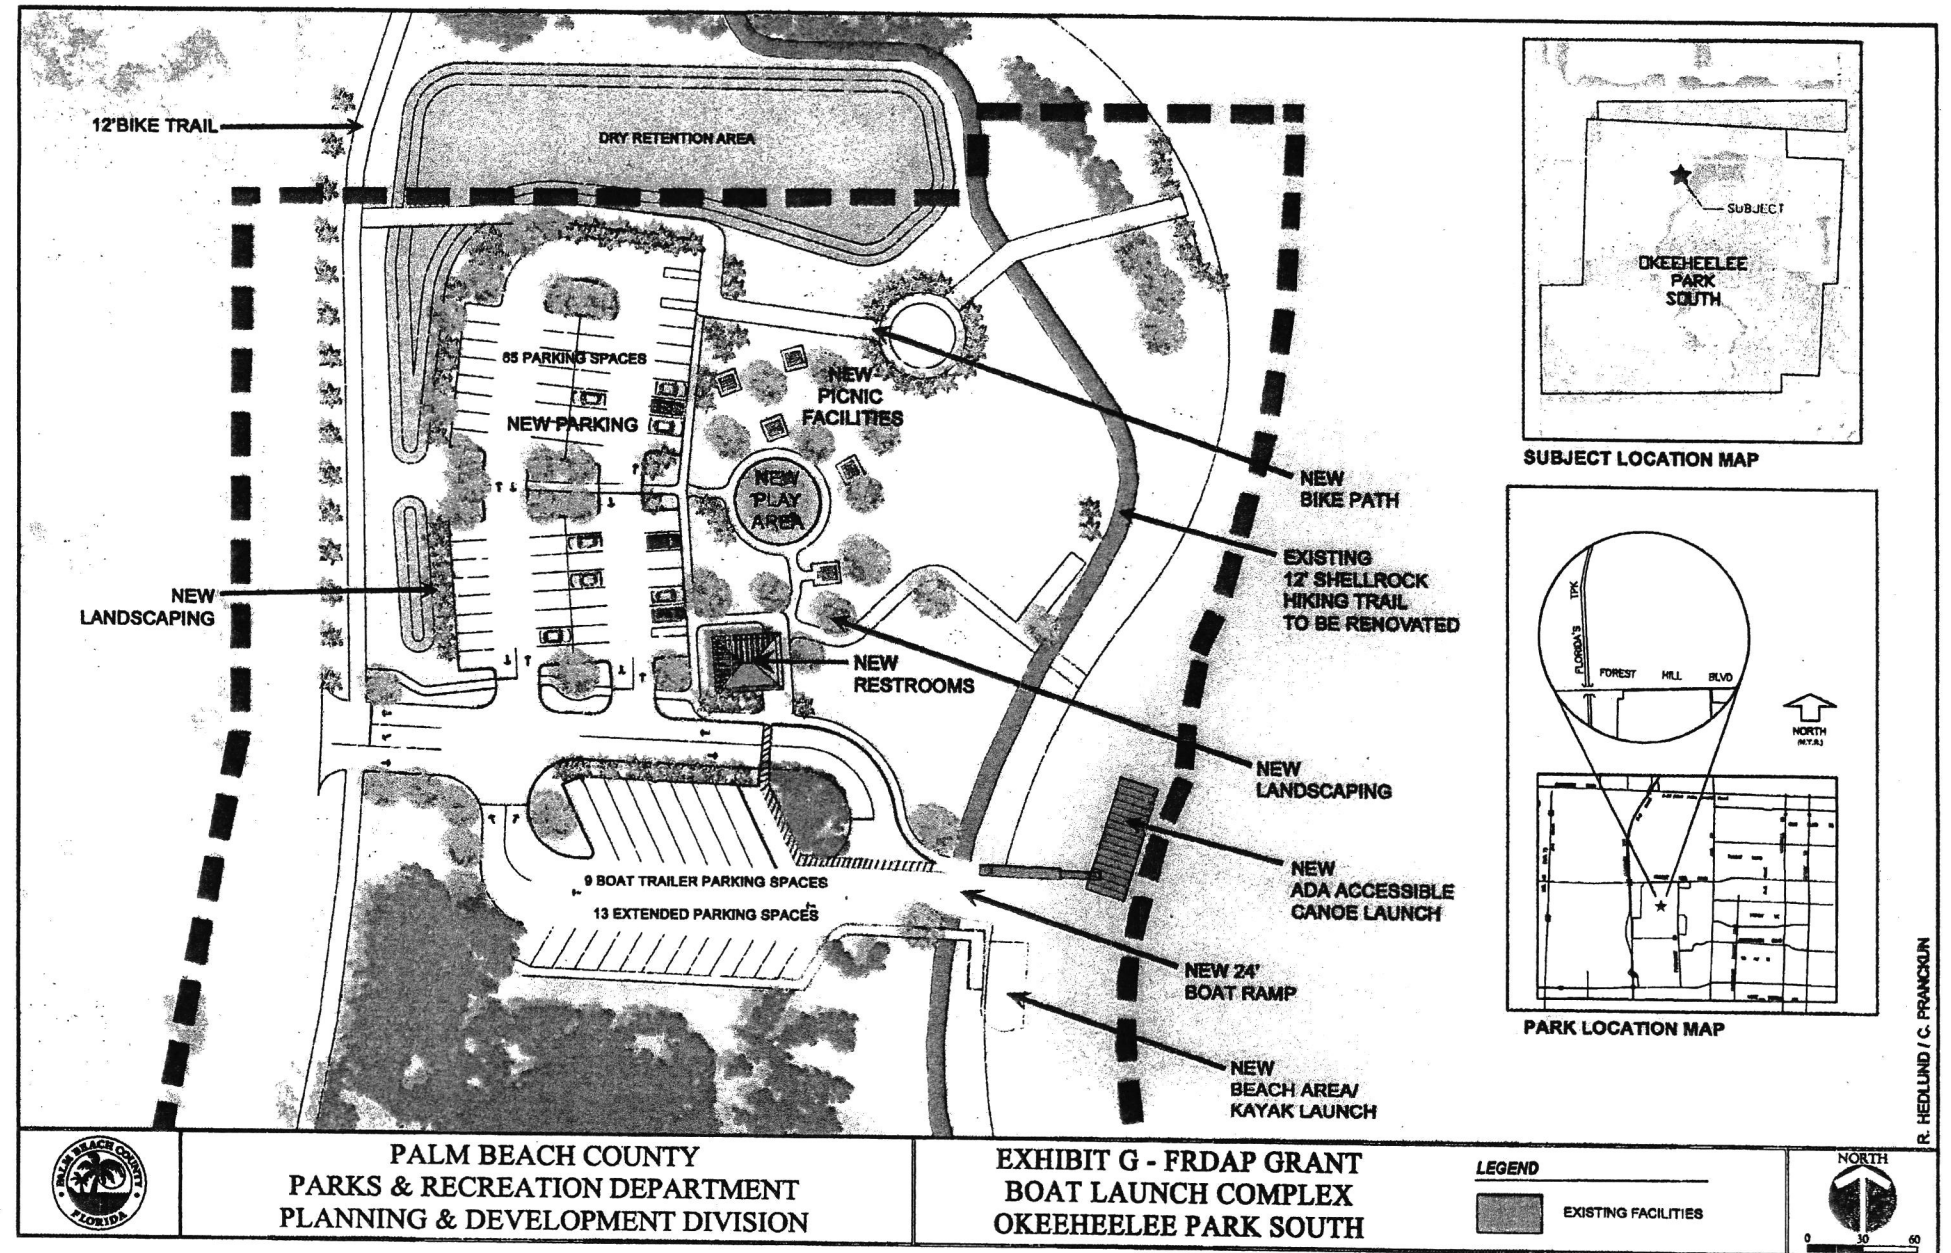 12'BIKE TRAIL
DRY RETENTION AREA
65 PARKING SPACES
NEW PARKING
NEW
PICNIC
FACILITIES
NEW
PLAY
AREA
NEW
BIKE PATH
EXISTING
12' SHELLROCK
HIKING TRAIL
TO BE RENOVATED
NEW
LANDSCAPING
NEW
RESTROOMS
NEW
LANDSCAPING
9 BOAT TRAILER PARKING SPACES
13 EXTENDED PARKING SPACES
NEW
ADA ACCESSIBLE
CANOE LAUNCH
NEW 24'
BOAT RAMP
NEW
BEACH AREA/
KAYAK LAUNCH
SUBJECT
OKEEHEELEE
PARK
SOUTH
SUBJECT LOCATION MAP
FLORIDA'S TPK
FOREST HILL BLVD
NORTH
(N.T.S.)
PARK LOCATION MAP
R. HEDLUND / C. PRANCKUN
PALM BEACH COUNTY
FLORIDA
PALM BEACH COUNTY
PARKS & RECREATION DEPARTMENT
PLANNING & DEVELOPMENT DIVISION
EXHIBIT G - FRDAP GRANT
BOAT LAUNCH COMPLEX
OKEEHEELEE PARK SOUTH
LEGEND
EXISTING FACILITIES
NORTH
0 30 60